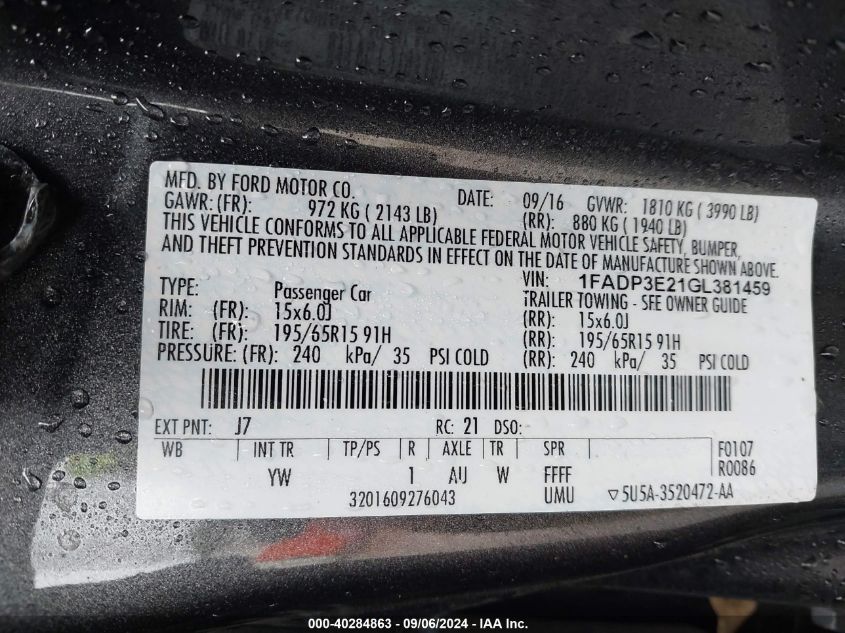 MFD. BY FORD MOTOR CO. DATE: 09/16 GVWR: 1810 KG ( 3990 LB)
GAWR: (FR): 972 KG ( 2143 LB) (RR): 880 KG ( 1940 LB)
THIS VEHICLE CONFORMS TO ALL APPLICABLE FEDERAL MOTOR VEHICLE SAFETY, BUMPER,
AND THEFT PREVENTION STANDARDS IN EFFECT ON THE DATE OF MANUFACTURE SHOWN ABOVE.
VIN: 1FADP3E21GL381459
TYPE: Passenger Car TRAILER TOWING - SEE OWNER GUIDE
RIM: (FR): 15x6.0J (RR): 15x6.0J
TIRE: (FR): 195/65R15 91H (RR): 195/65R15 91H
PRESSURE: (FR): 240 kPa/ 35 PSI COLD (RR): 240 kPa/ 35 PSI COLD
EXT PNT: J7 RC: 21 DSO:
WB INT TR TP/PS R AXLE TR SPR F0107
YW 1 AU W FFFF R0086
3201609276043 UMU ▽5U5A-3520472-AA
000-40284863 - 09/06/2024 - IAA Inc.